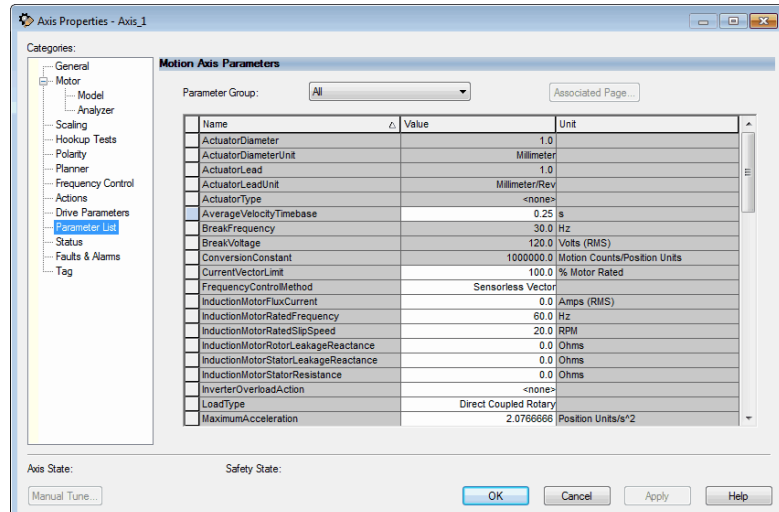 Axis Properties - Axis_1
Categories:
General
Motor
Model
Analyzer
Scaling
Hookup Tests
Polarity
Planner
Frequency Control
Actions
Drive Parameters
Parameter List
Status
Faults & Alarms
Tag
Motion Axis Parameters
Parameter Group: All Associated Page...
Name Value Unit
ActuatorDiameter 1.0
ActuatorDiameterUnit Millimeter
ActuatorLead 1.0
ActuatorLeadUnit Millimeter/Rev
ActuatorType <none>
AverageVelocityTimebase 0.25 s
BreakFrequency 30.0 Hz
BreakVoltage 120.0 Volts (RMS)
ConversionConstant 1000000.0 Motion Counts/Position Units
CurrentVectorLimit 100.0 % Motor Rated
FrequencyControlMethod Sensorless Vector
InductionMotorFluxCurrent 0.0 Amps (RMS)
InductionMotorRatedFrequency 60.0 Hz
InductionMotorRatedSlipSpeed 20.0 RPM
InductionMotorRotorLeakageReactance 0.0 Ohms
InductionMotorStatorLeakageReactance 0.0 Ohms
InductionMotorStatorResistance 0.0 Ohms
InverterOverloadAction <none>
LoadType Direct Coupled Rotary
MaximumAcceleration 2.0766666 Position Units/s^2
Axis State: Safety State:
Manual Tune... OK Cancel Apply Help